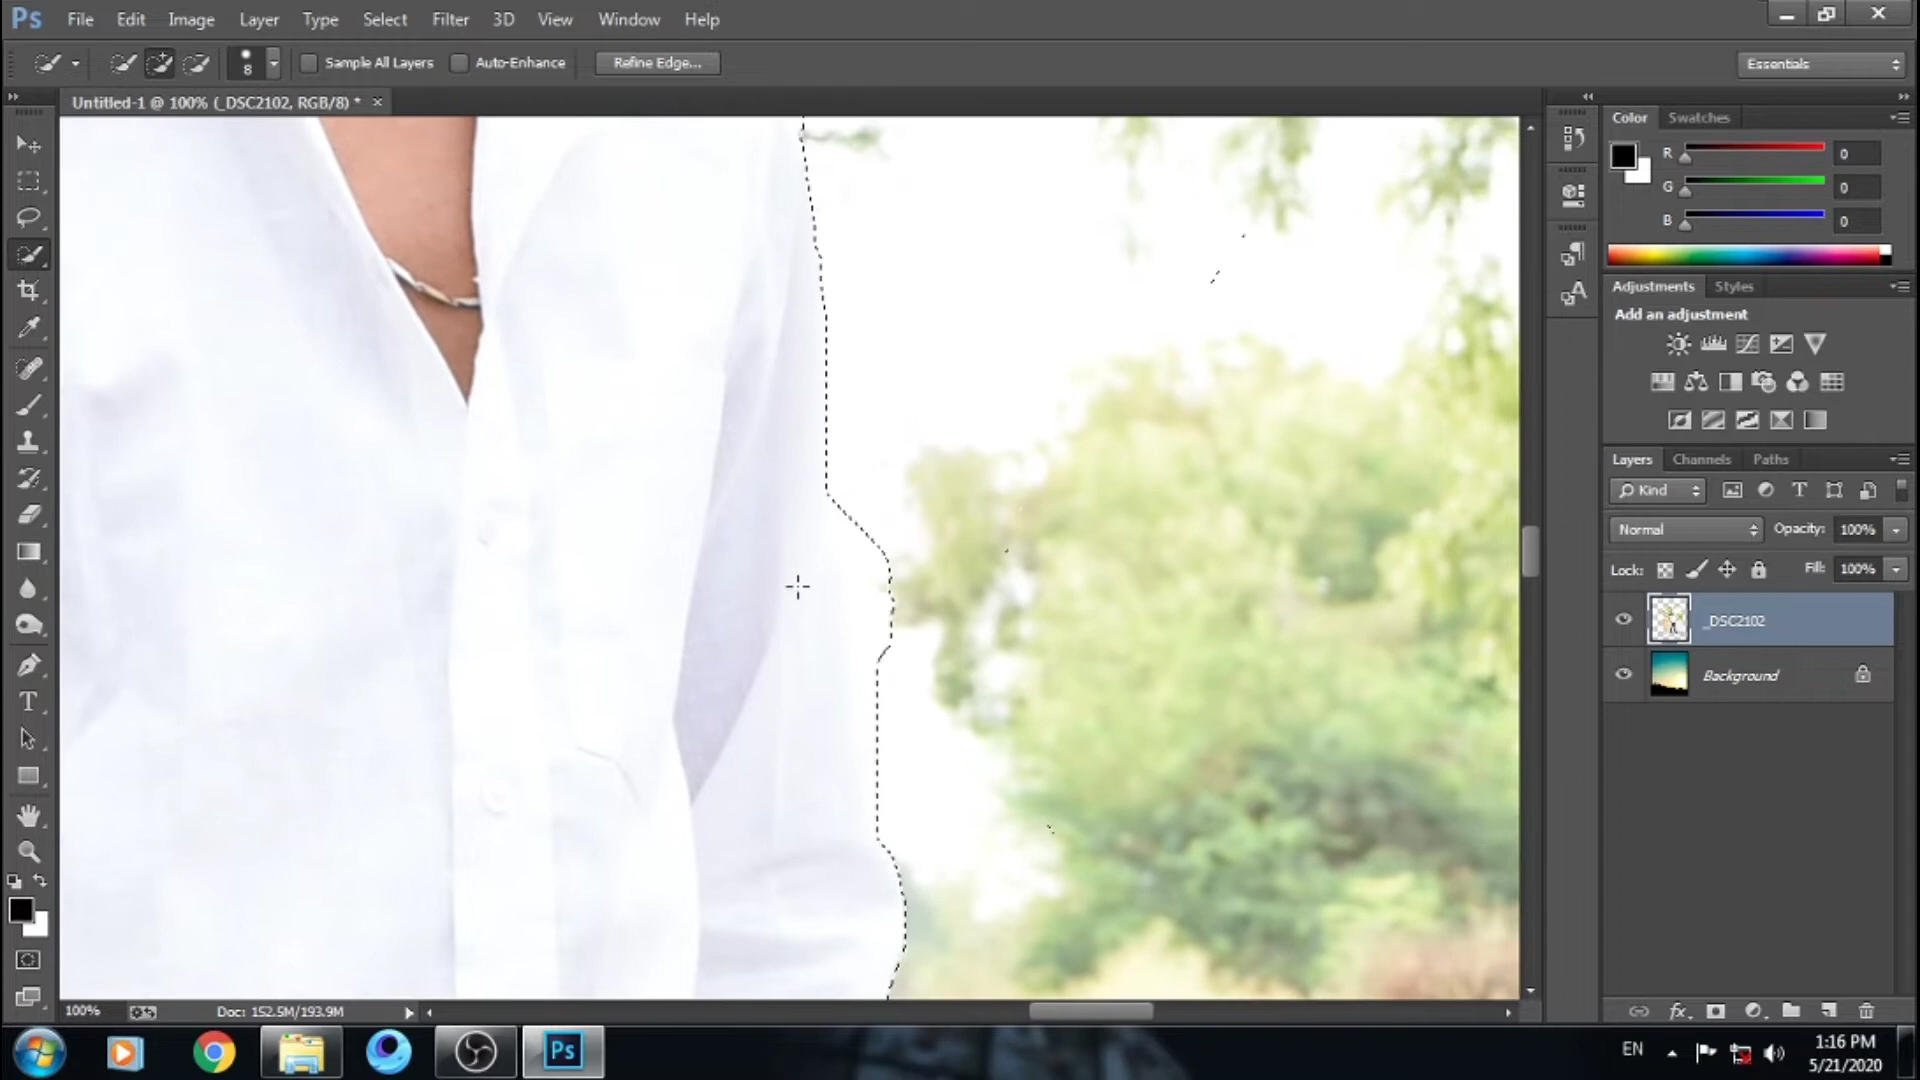 Ps File Edit Image Layer Type Select Filter 3D View Window Help
8 Sample All Layers Auto-Enhance Refine Edge... Essentials
Untitled-1 @ 100% (_DSC2102, RGB/8) * ×
Color Swatches
R 0
G 0
B 0
Adjustments Styles
Add an adjustment
Layers Channels Paths
Kind
Normal Opacity: 100%
Lock: Fill: 100%
_DSC2102
Background
100% Doc: 152.5M/193.9M
Ps EN 1:16 PM
5/21/2020